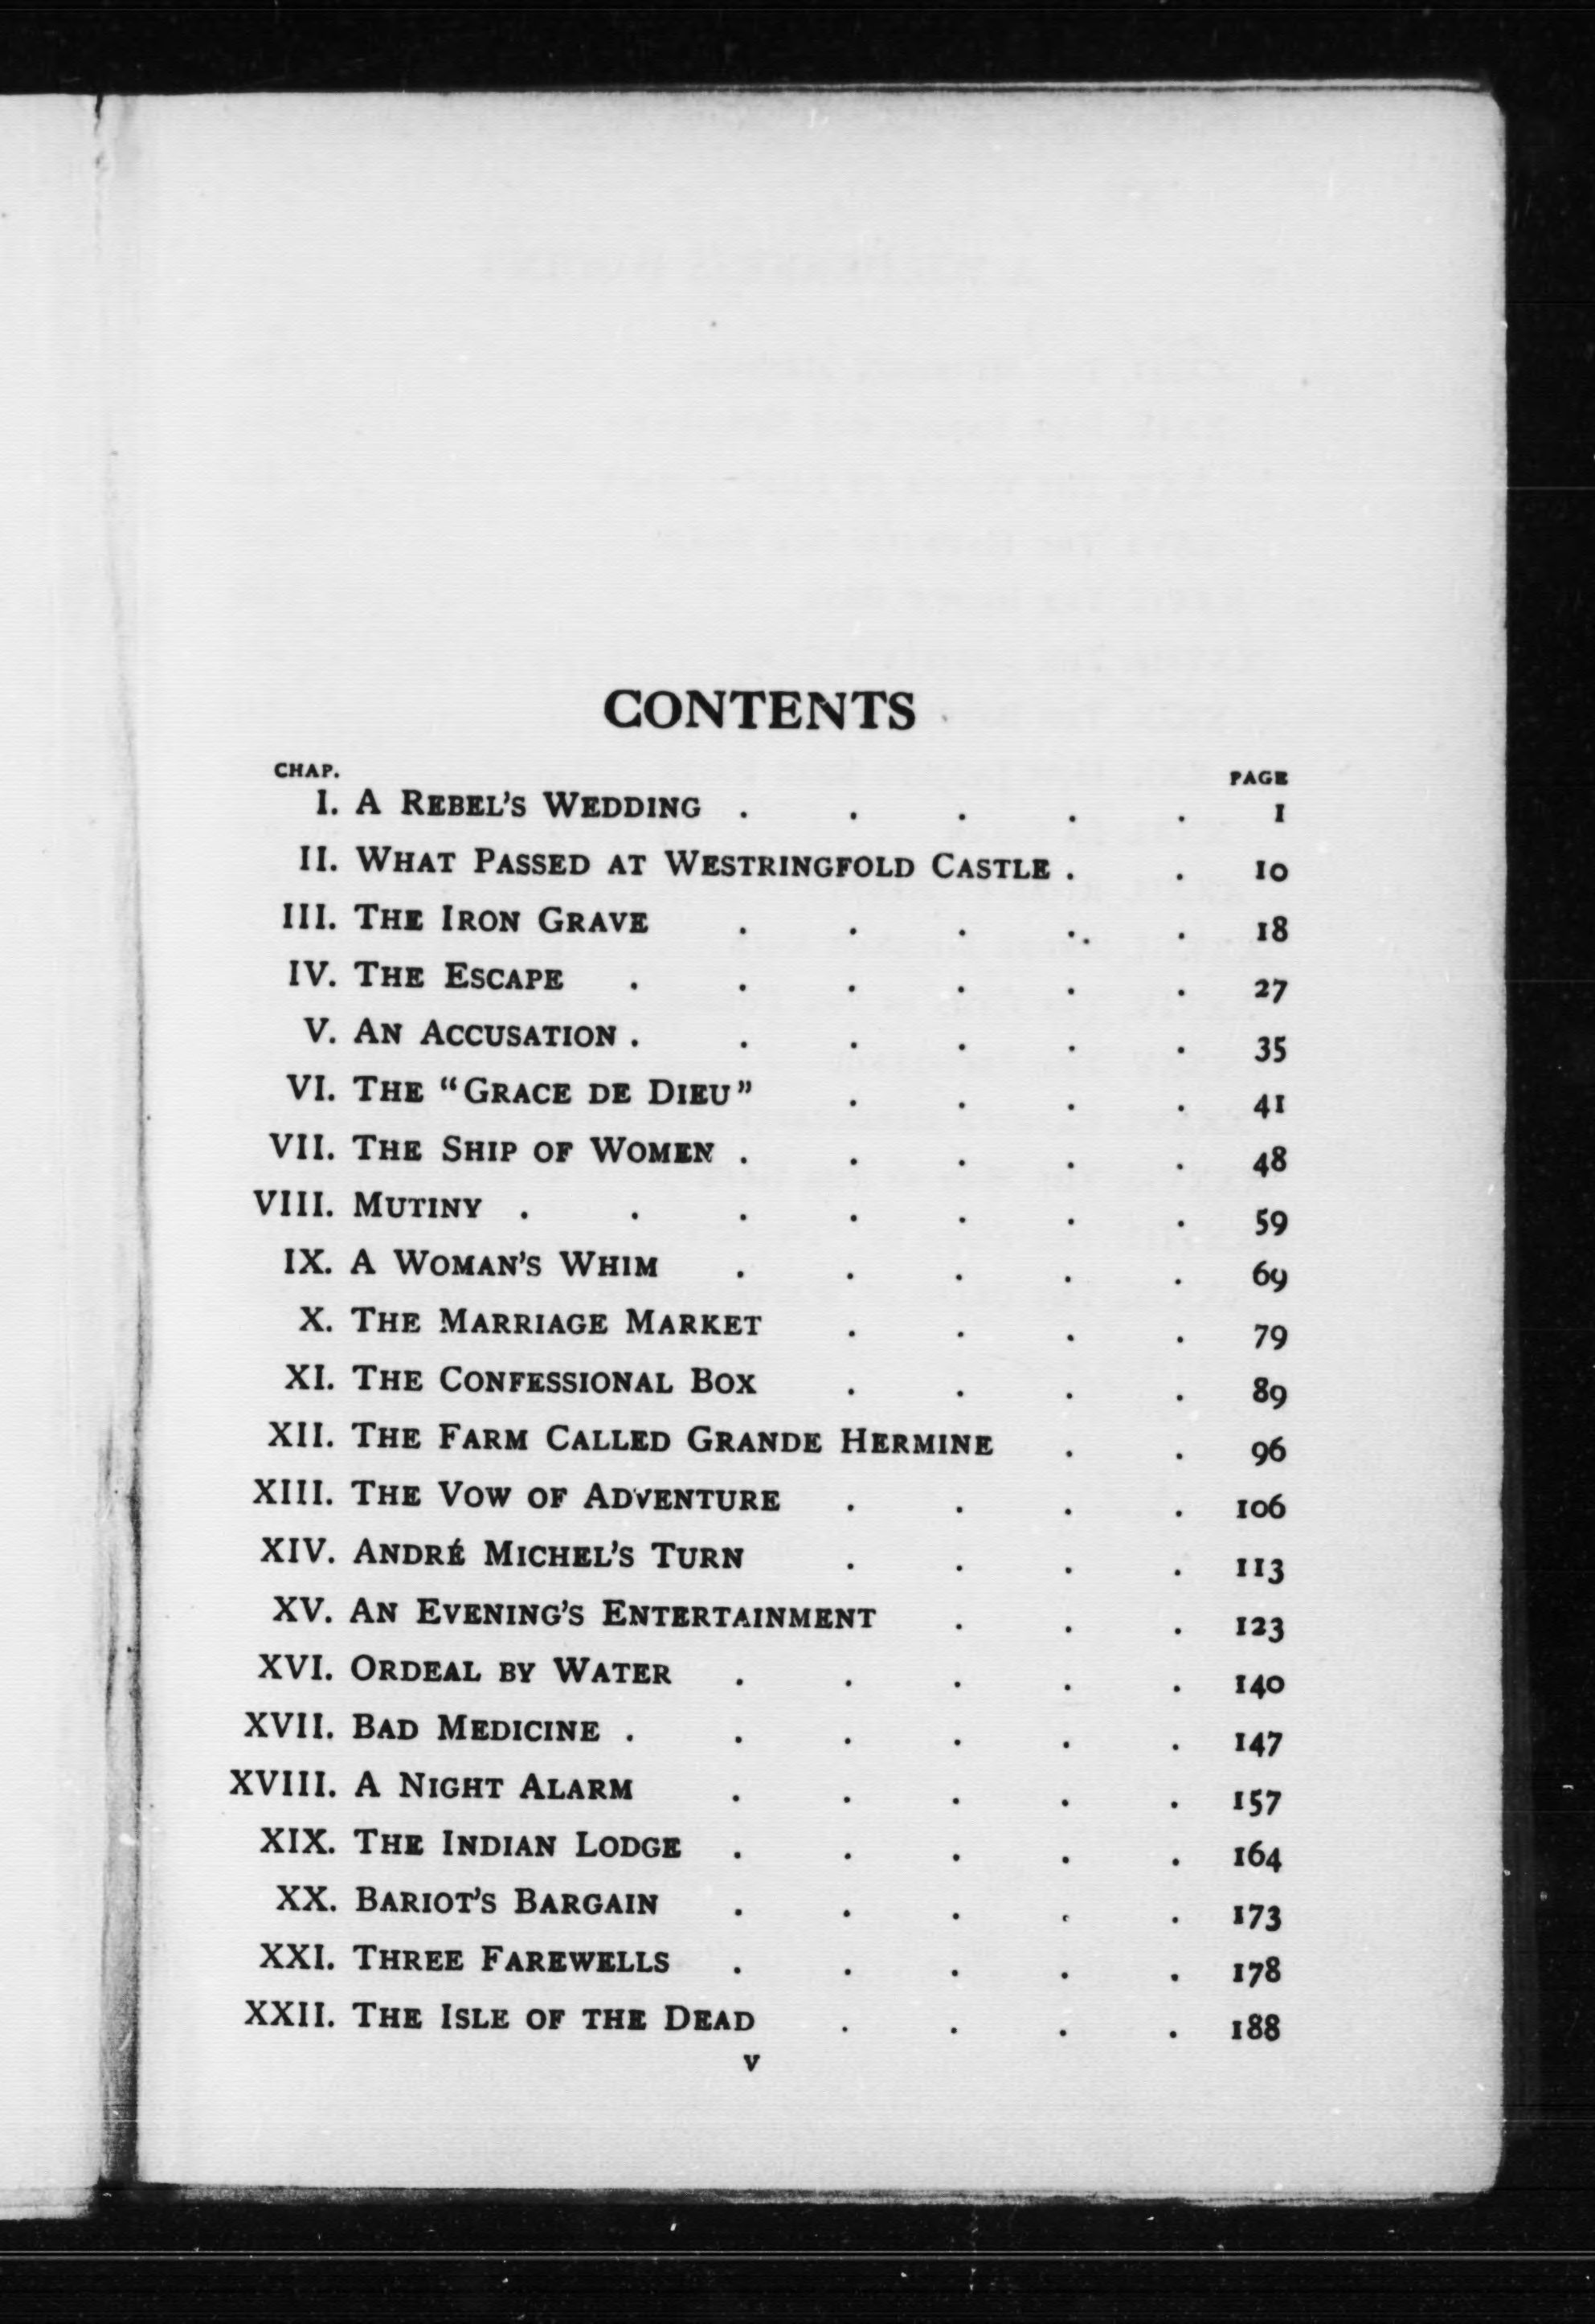 CONTENTS
CHAP. PAGE
I. A REBEL'S WEDDING . . . . . 1
II. WHAT PASSED AT WESTRINGFOLD CASTLE . . 10
III. THE IRON GRAVE . . . . . 18
IV. THE ESCAPE . . . . . . 27
V. AN ACCUSATION . . . . . . 35
VI. THE "GRACE DE DIEU" . . . . 41
VII. THE SHIP OF WOMEN . . . . . 48
VIII. MUTINY . . . . . . . 59
IX. A WOMAN'S WHIM . . . . . 69
X. THE MARRIAGE MARKET . . . . 79
XI. THE CONFESSIONAL BOX . . . . 89
XII. THE FARM CALLED GRANDE HERMINE . . 96
XIII. THE VOW OF ADVENTURE . . . . 106
XIV. ANDRÉ MICHEL'S TURN . . . . 113
XV. AN EVENING'S ENTERTAINMENT . . . 123
XVI. ORDEAL BY WATER . . . . . 140
XVII. BAD MEDICINE . . . . . . 147
XVIII. A NIGHT ALARM . . . . . 157
XIX. THE INDIAN LODGE . . . . . 164
XX. BARIOT'S BARGAIN . . . . . 173
XXI. THREE FAREWELLS . . . . . 178
XXII. THE ISLE OF THE DEAD . . . . 188
v